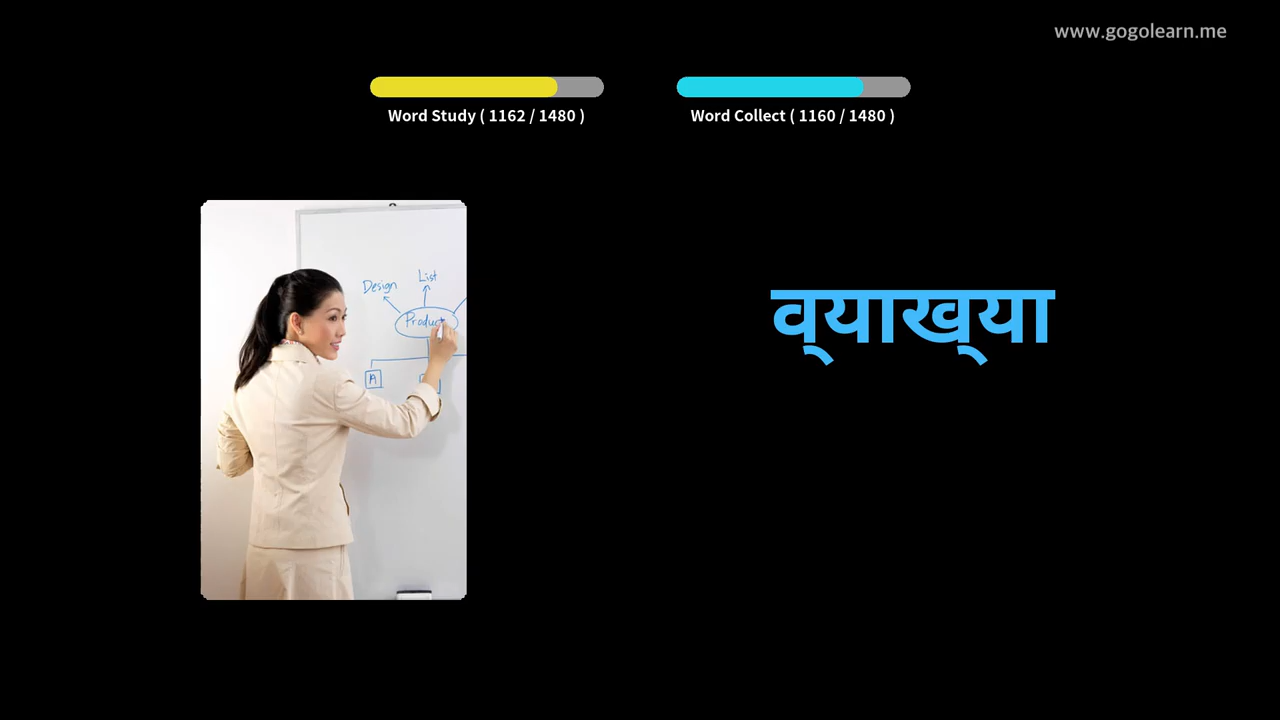 www.gogolearn.me
Word Study ( 1162 / 1480 )
Word Collect ( 1160 / 1480 )
Design
List
Product
A
व्याख्या